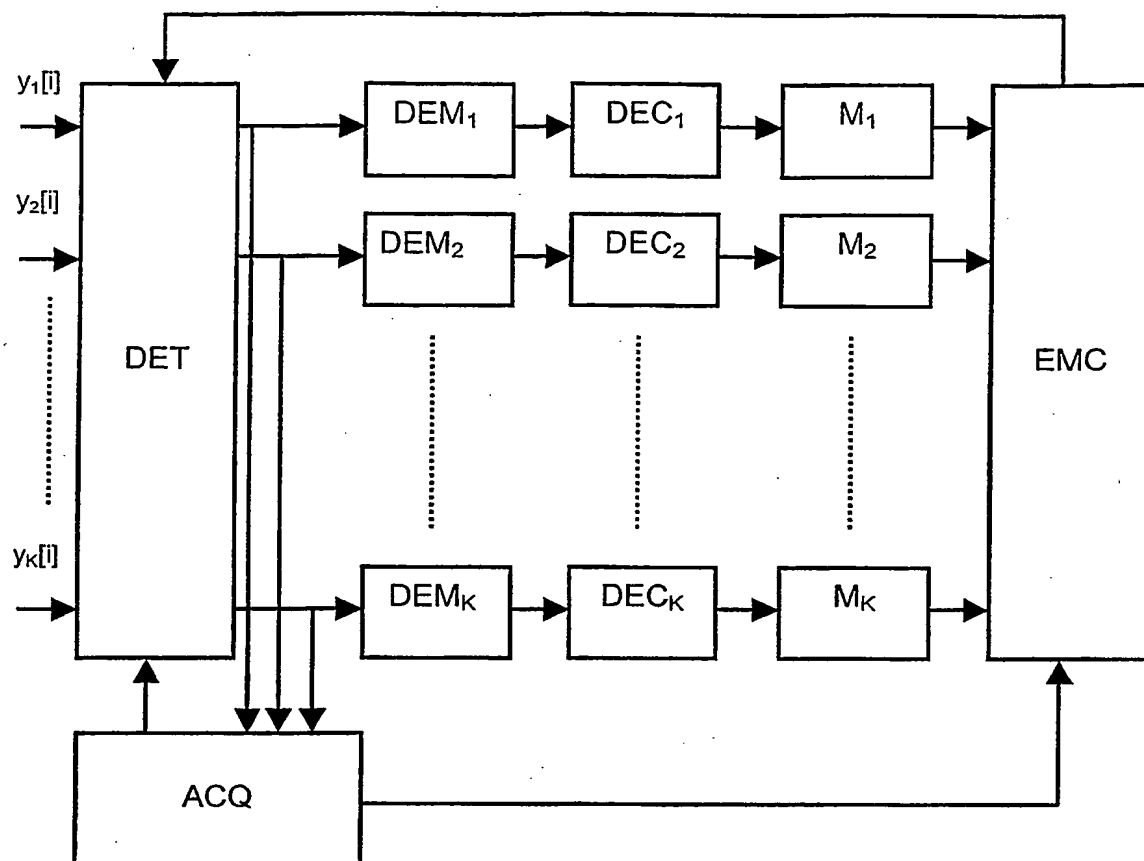 y₁[i]
DEM₁ DEC₁ M₁
y₂[i]
DEM₂ DEC₂ M₂
DET EMC
yK[i]
DEMK DECK MK
ACQ